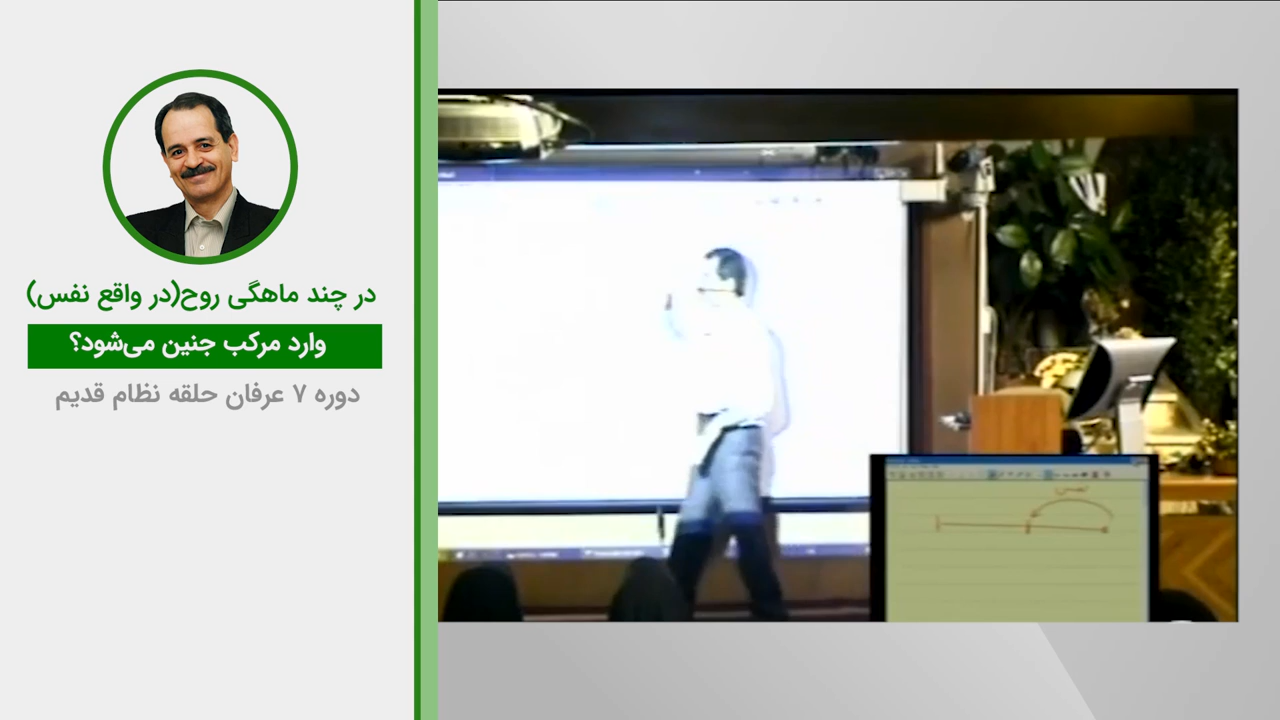 در چند ماهگی روح(در واقع نفس)
وارد مرکب جنین می‌شود؟
دوره ۷ عرفان حلقه نظام قدیم